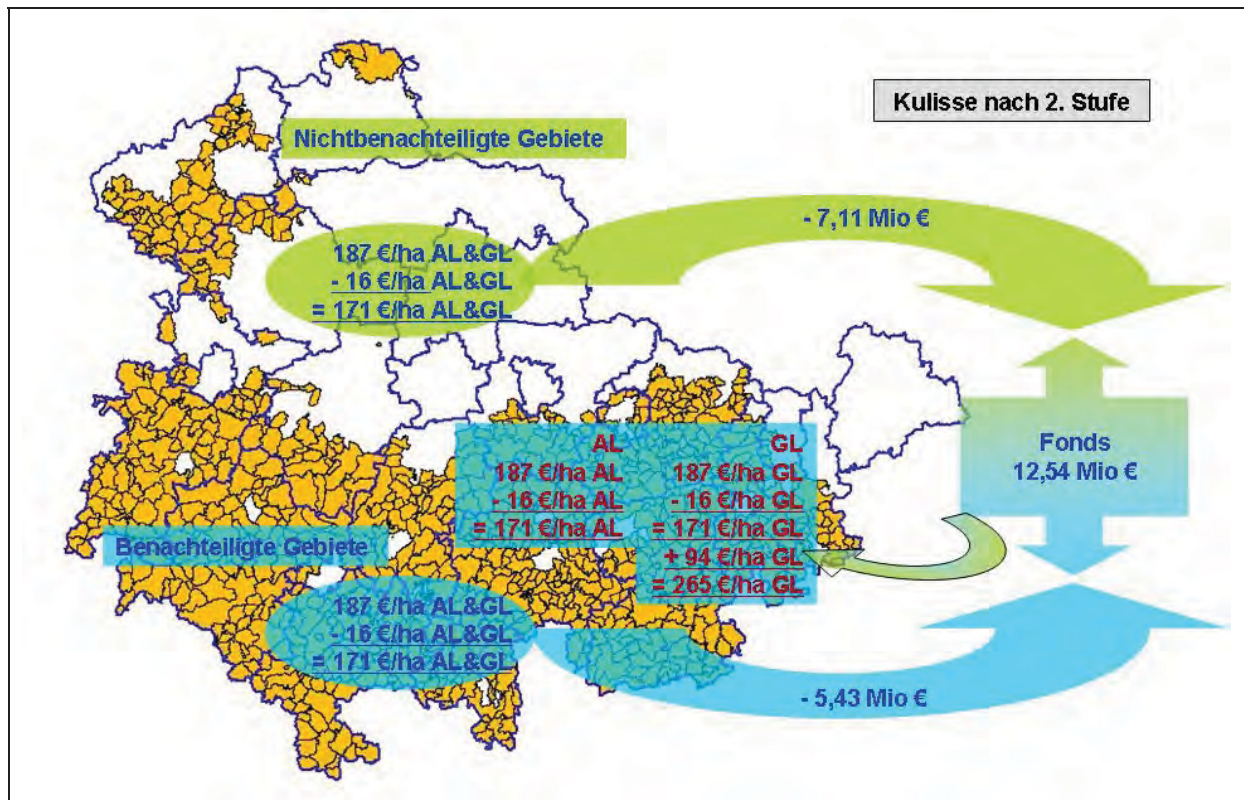 Kulisse nach 2. Stufe
Nichtbenachteiligte Gebiete
- 7,11 Mio €
187 €/ha AL&GL
- 16 €/ha AL&GL
= 171 €/ha AL&GL
Fonds
12,54 Mio €
AL
187 €/ha AL
- 16 €/ha AL
= 171 €/ha AL
GL
187 €/ha GL
- 16 €/ha GL
= 171 €/ha GL
+ 94 €/ha GL
= 265 €/ha GL
Benachteiligte Gebiete
187 €/ha AL&GL
- 16 €/ha AL&GL
= 171 €/ha AL&GL
- 5,43 Mio €